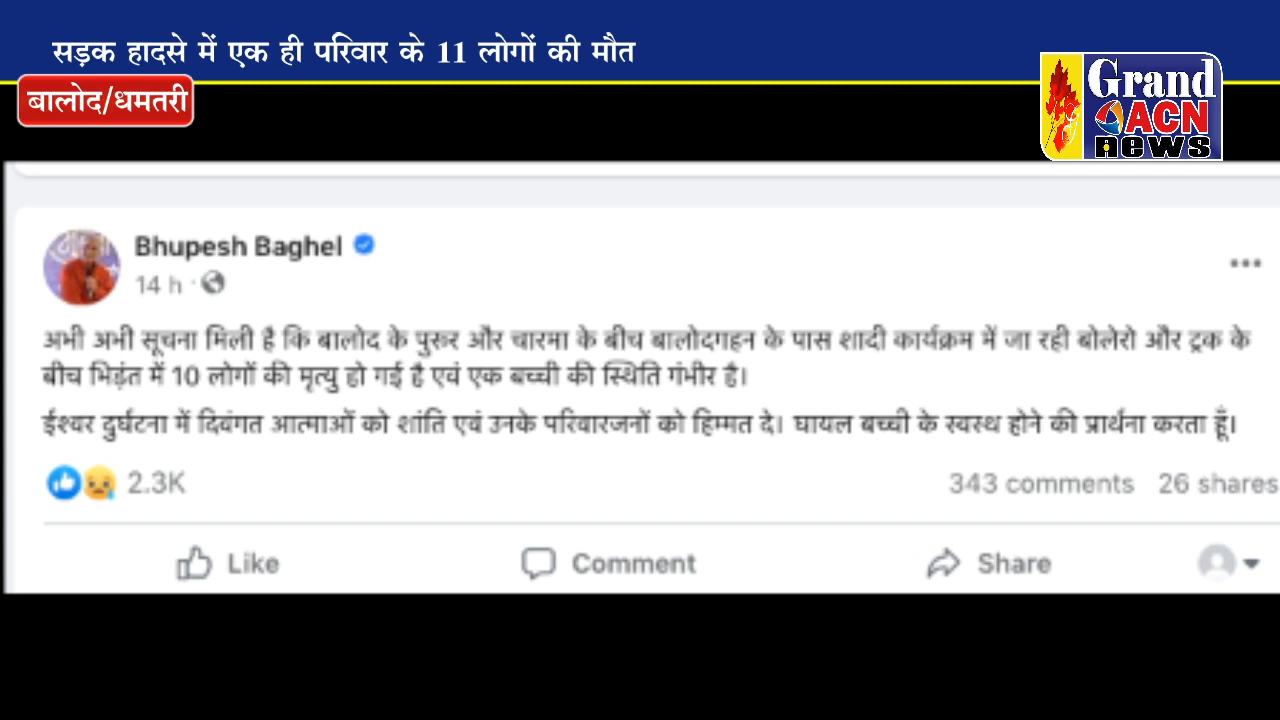 सड़क हादसे में एक ही परिवार के 11 लोगों की मौत
बालोद/धमतरी
Grand
ACN
news
Bhupesh Baghel
14 h ·
अभी अभी सूचना मिली है कि बालोद के पुरूर और चारमा के बीच बालोदगहन के पास शादी कार्यक्रम में जा रही बोलेरो और ट्रक के
बीच भिड़ंत में 10 लोगों की मृत्यु हो गई है एवं एक बच्ची की स्थिति गंभीर है।
ईश्वर दुर्घटना में दिवंगत आत्माओं को शांति एवं उनके परिवारजनों को हिम्मत दे। घायल बच्ची के स्वस्थ होने की प्रार्थना करता हूँ।
2.3K 343 comments 26 shares
Like Comment Share